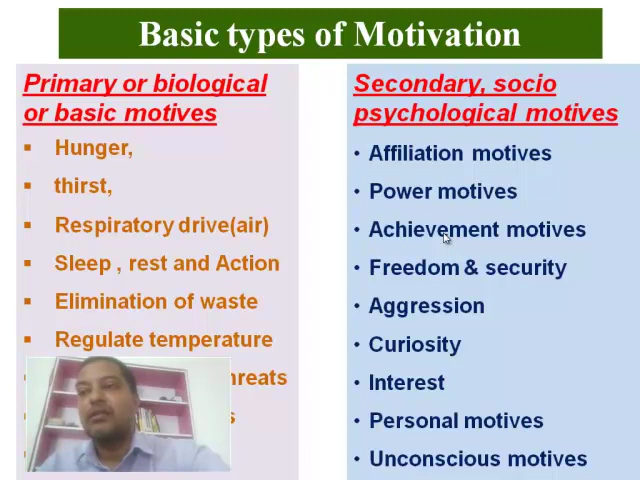 Basic types of Motivation
Primary or biological
or basic motives
Hunger,
thirst,
Respiratory drive(air)
Sleep , rest and Action
Elimination of waste
Regulate temperature
Secondary, socio
psychological motives
Affiliation motives
Power motives
Achievement motives
Freedom & security
Aggression
Curiosity
Interest
Personal motives
Unconscious motives